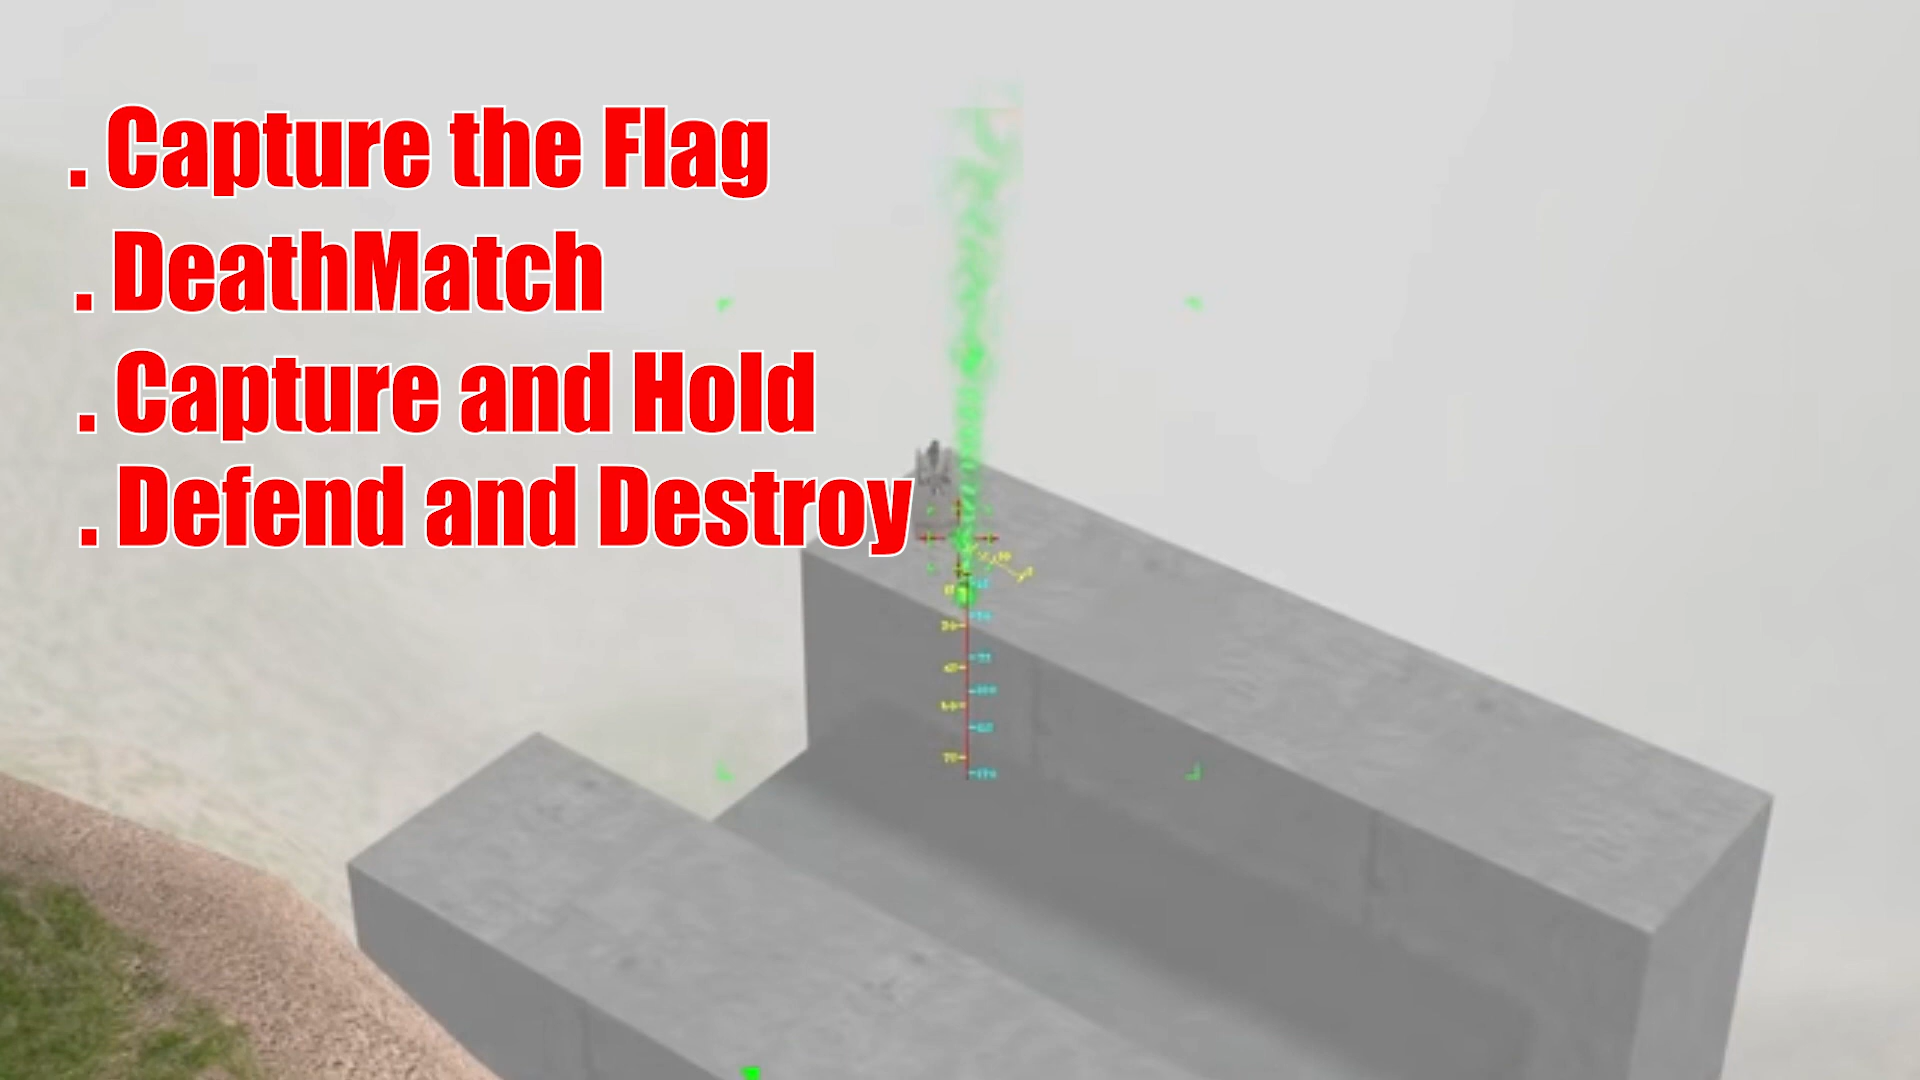 . Capture the Flag
. DeathMatch
. Capture and Hold
. Defend and Destroy